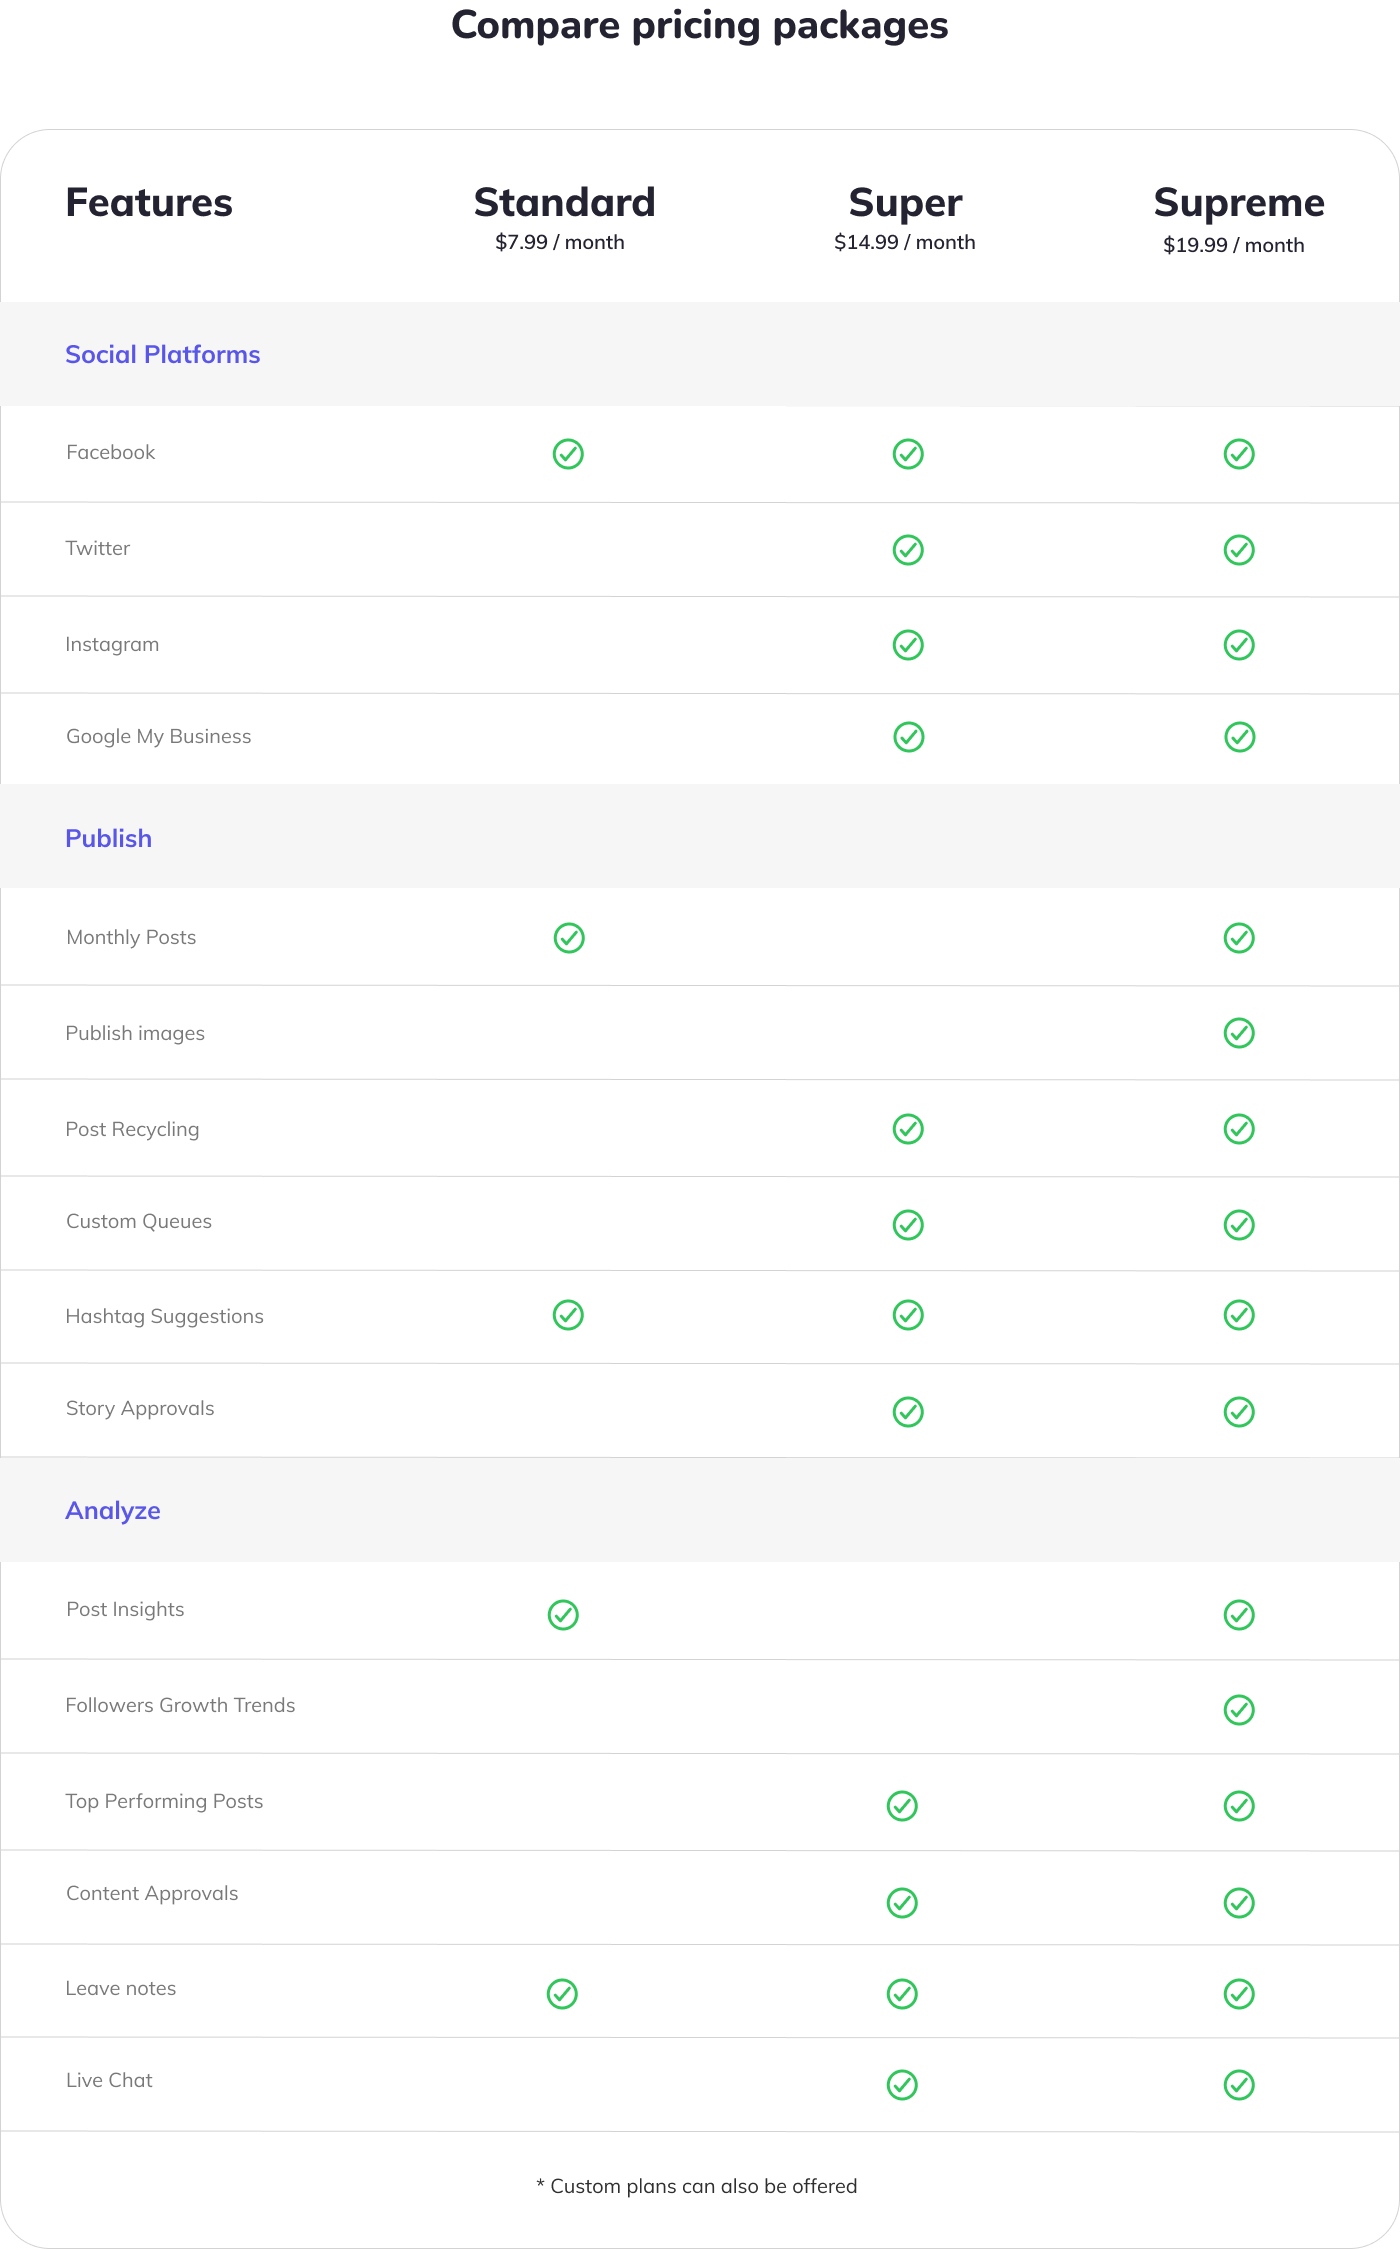 Compare pricing packages
Features Standard Super Supreme
$7.99 / month $14.99 / month $19.99 / month
Social Platforms
Facebook
Twitter
Instagram
Google My Business
Publish
Monthly Posts
Publish images
Post Recycling
Custom Queues
Hashtag Suggestions
Story Approvals
Analyze
Post Insights
Followers Growth Trends
Top Performing Posts
Content Approvals
Leave notes
Live Chat
* Custom plans can also be offered